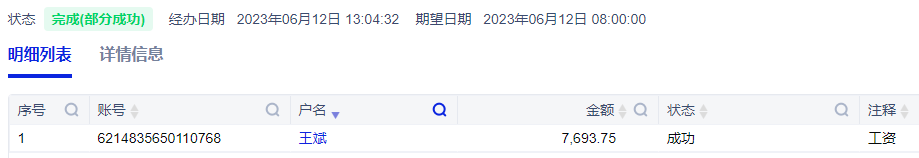 状态 完成(部分成功) 经办日期 2023年06月12日 13:04:32 期望日期 2023年06月12日 08:00:00
明细列表 详情信息
序号 账号 户名 金额 状态 注释
1 6214835650110768 王斌 7,693.75 成功 工资